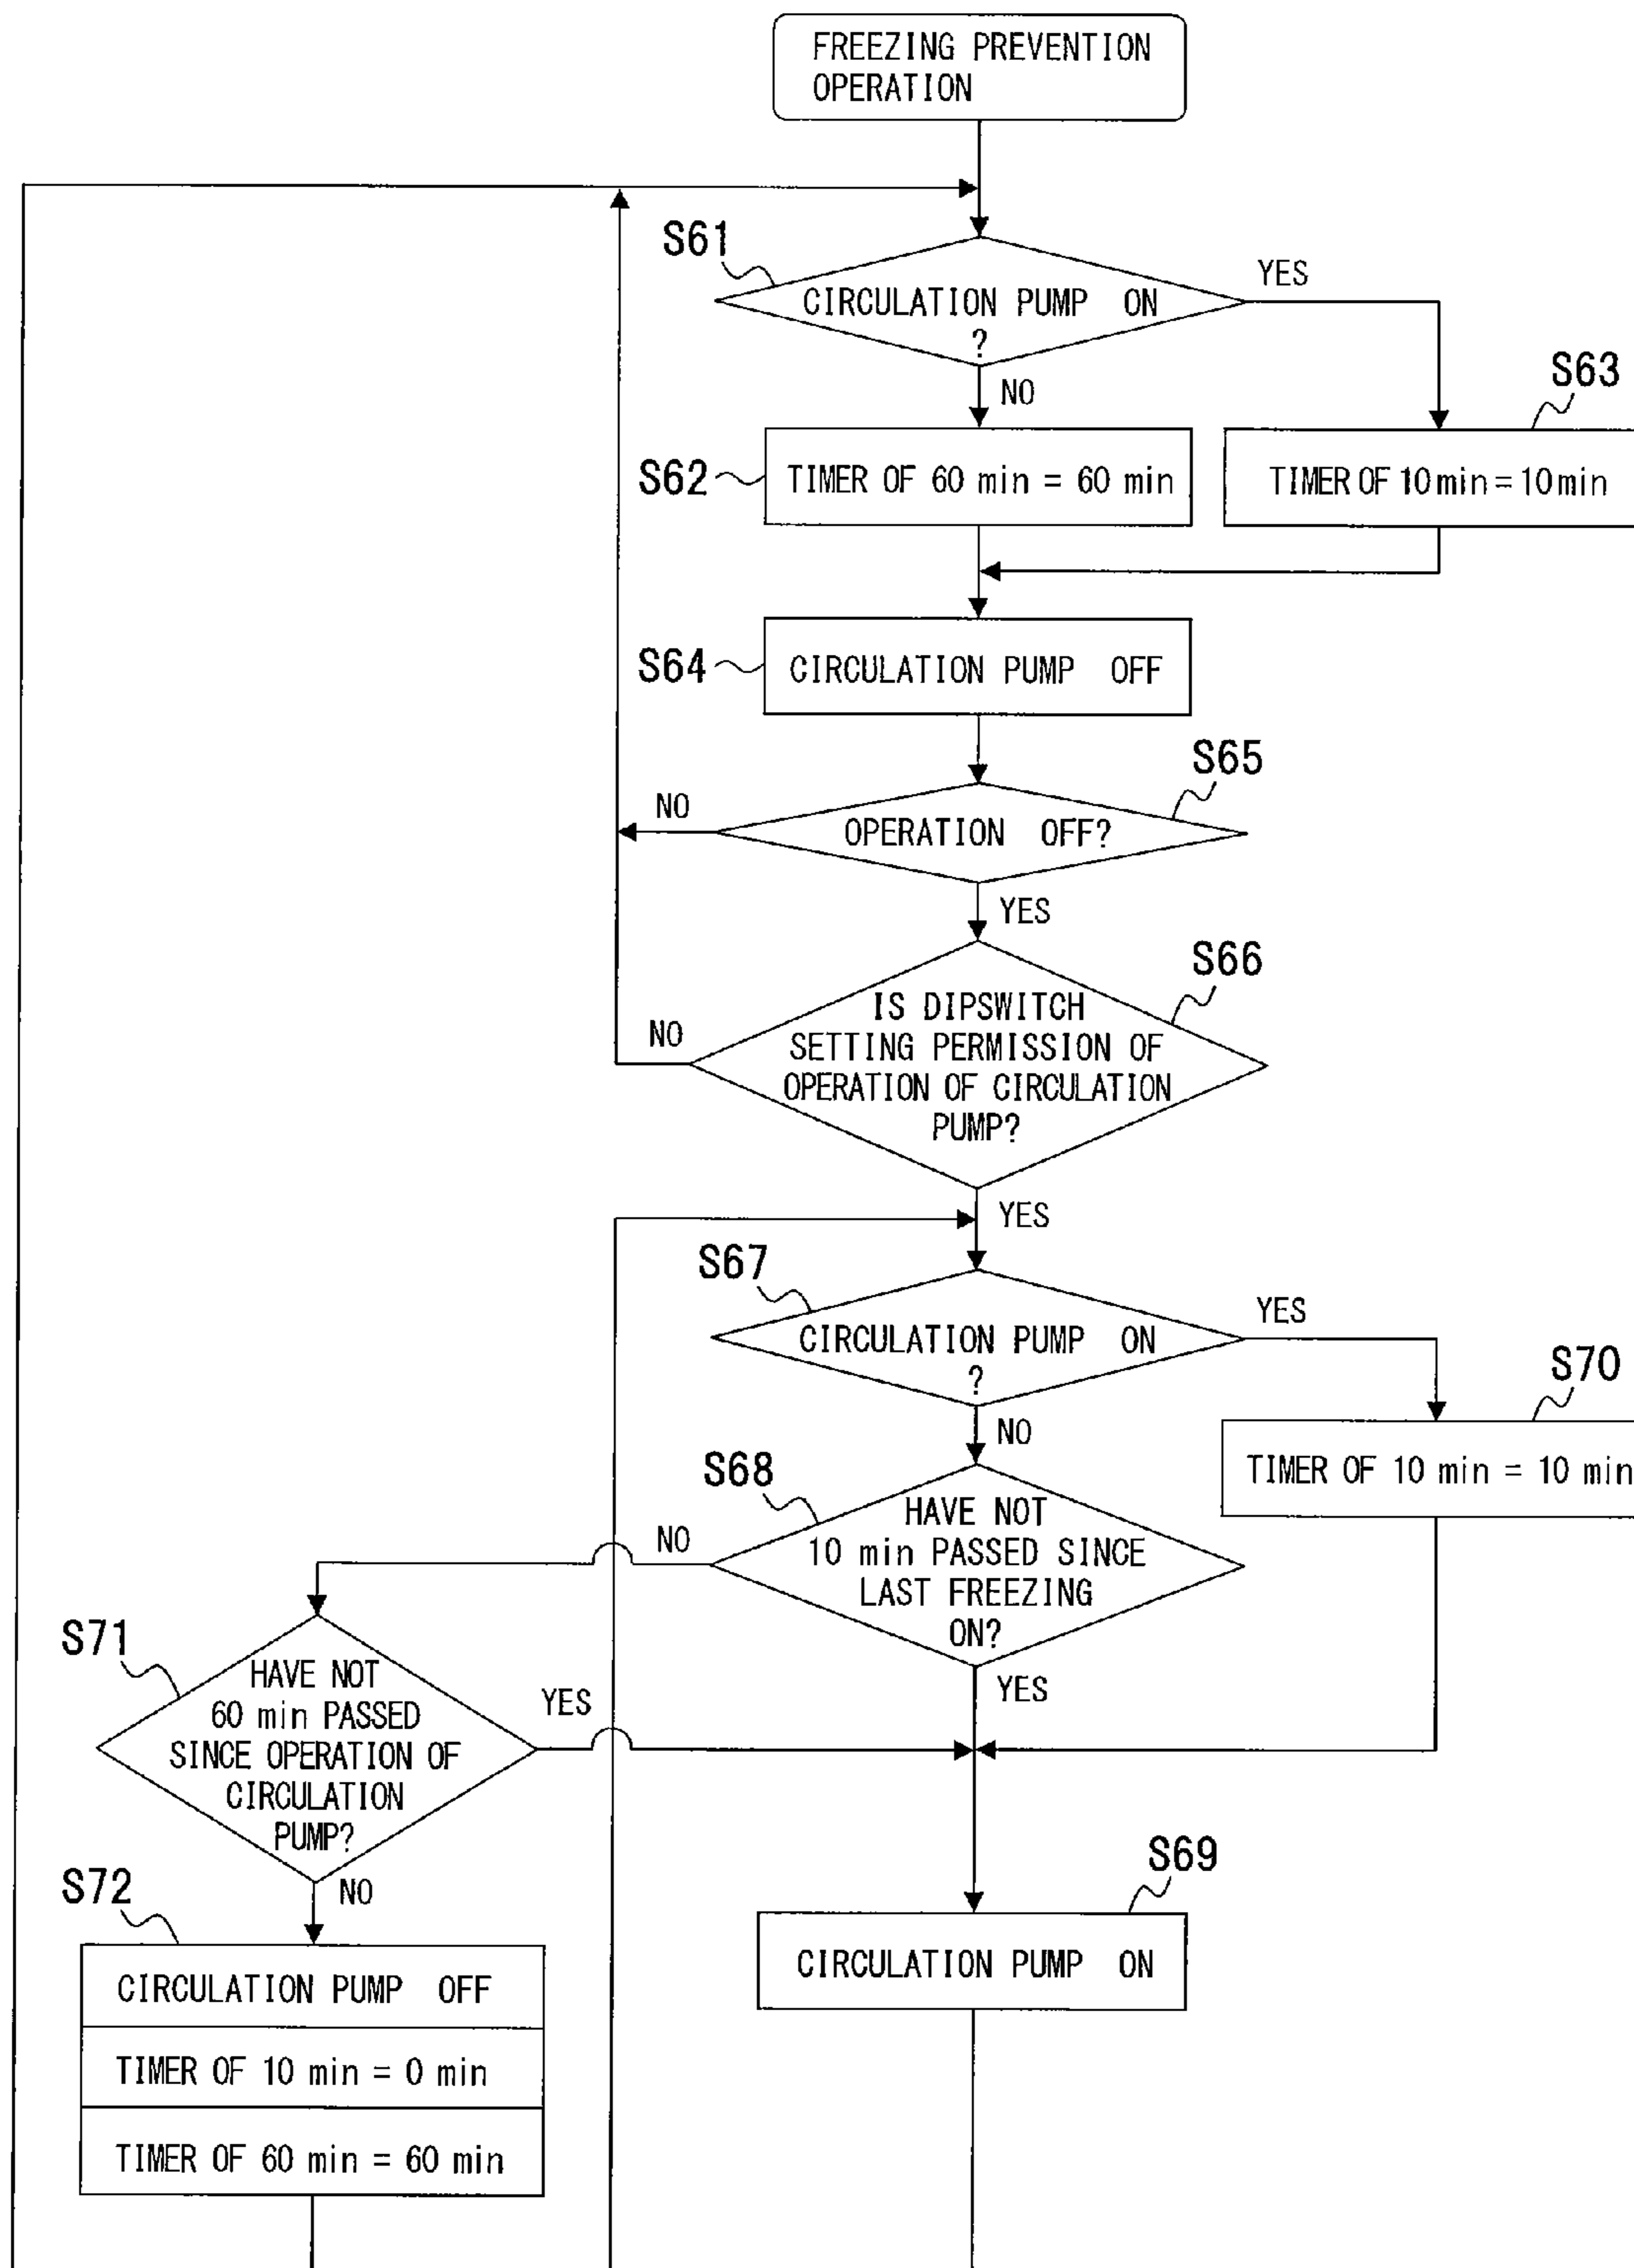 FREEZING PREVENTION
OPERATION
S61
CIRCULATION PUMP ON
?
YES
NO
S63
S62
TIMER OF 60 min = 60 min
TIMER OF 10 min = 10 min
S64
CIRCULATION PUMP OFF
S65
NO
OPERATION OFF?
YES
S66
IS DIPSWITCH
SETTING PERMISSION OF
OPERATION OF CIRCULATION
PUMP?
NO
YES
S67
CIRCULATION PUMP ON
?
YES
NO
S70
TIMER OF 10 min = 10 min
S68
HAVE NOT
10 min PASSED SINCE
LAST FREEZING
ON?
NO
YES
S71
HAVE NOT
60 min PASSED
SINCE OPERATION OF
CIRCULATION
PUMP?
YES
NO
S72
CIRCULATION PUMP OFF
TIMER OF 10 min = 0 min
TIMER OF 60 min = 60 min
S69
CIRCULATION PUMP ON